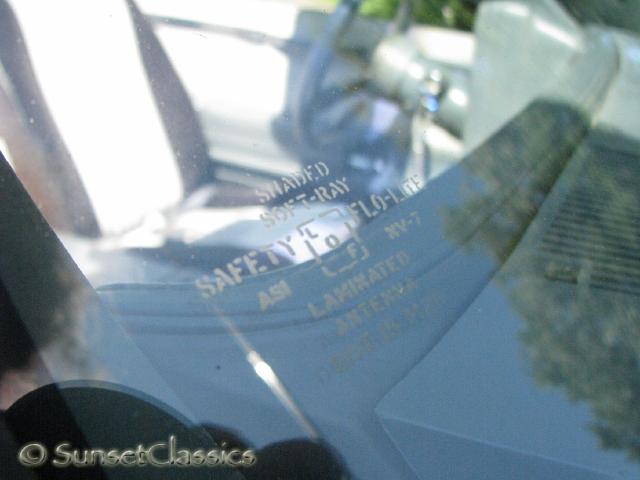 SHADED
SOFT-RAY
SAFETY L O F FLO-LITE
AS1 NV-7
LAMINATED
ANTENNA
© SunsetClassics